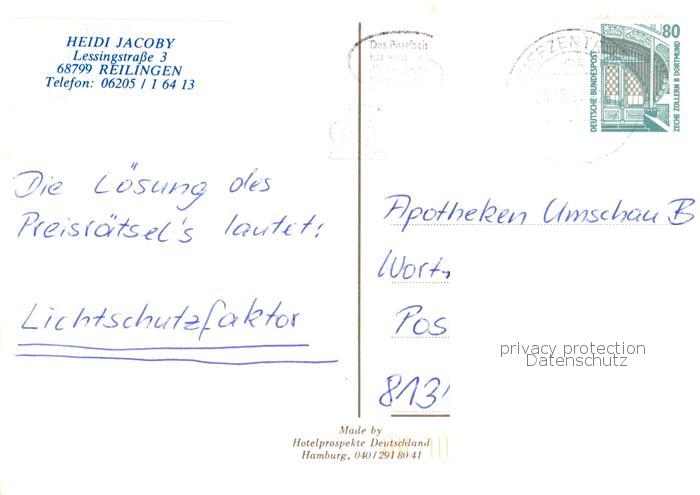 HEIDI JACOBY
Lessingstraße 3
68799 REILINGEN
Telefon: 06205 / 1 64 13
Das Postfach
80
DEUTSCHE BUNDESPOST
ZECHE ZOLLERN II DORTMUND
Die Lösung des
Preisrätsel's lautet:
Lichtschutzfaktor
Apotheken Umschau B
Wort
Pos
813
privacy protection
Datenschutz
Made by
Hotelprospekte Deutschland
Hamburg, 040/291 80 41